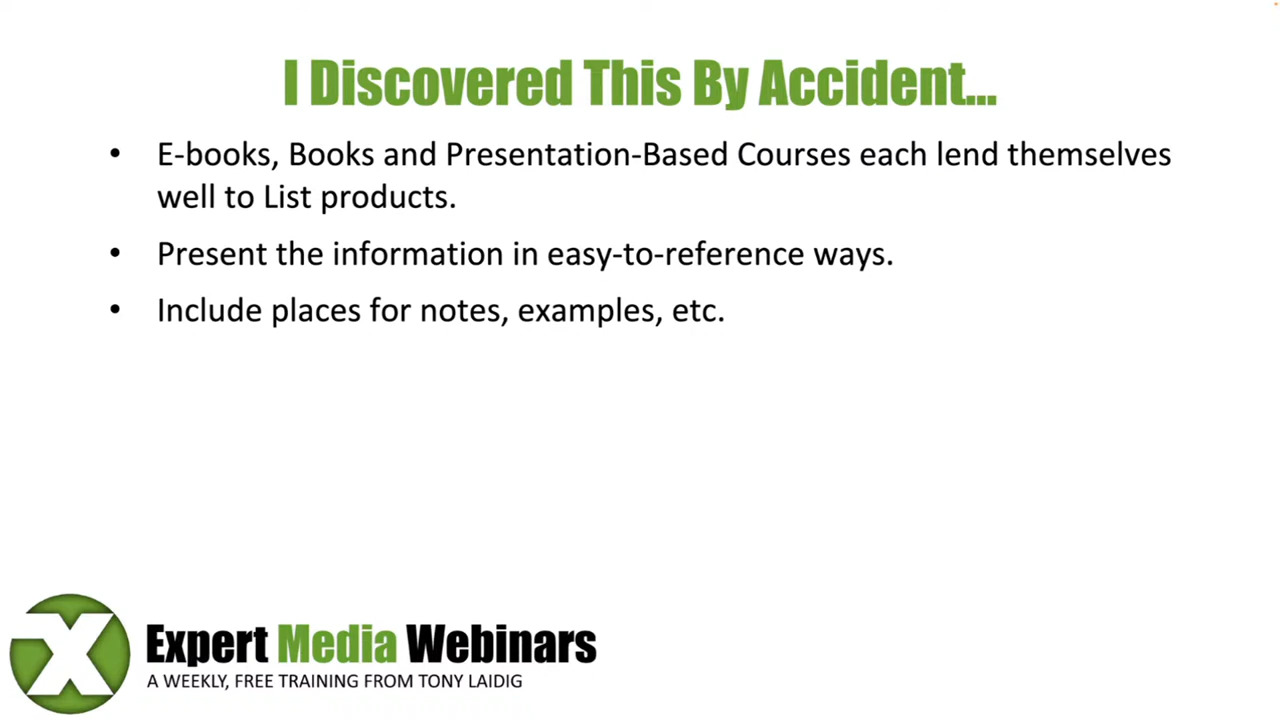 I Discovered This By Accident...
• E-books, Books and Presentation-Based Courses each lend themselves
well to List products.
• Present the information in easy-to-reference ways.
• Include places for notes, examples, etc.
X
Expert Media Webinars
A WEEKLY, FREE TRAINING FROM TONY LAIDIG